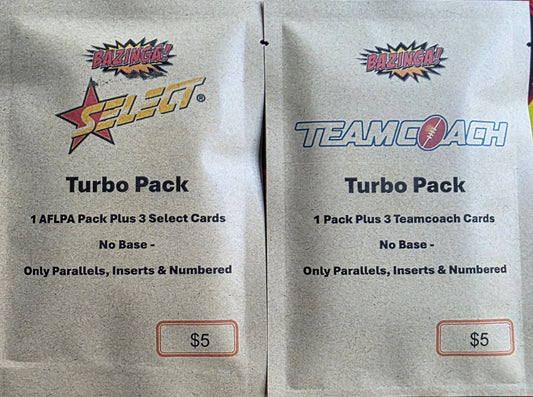 BAZINGA!
SELECT®
Turbo Pack
1 AFLPA Pack Plus 3 Select Cards
No Base -
Only Parallels, Inserts & Numbered
$5
BAZINGA!
TEAMCOACH
Turbo Pack
1 Pack Plus 3 Teamcoach Cards
No Base -
Only Parallels, Inserts & Numbered
$5